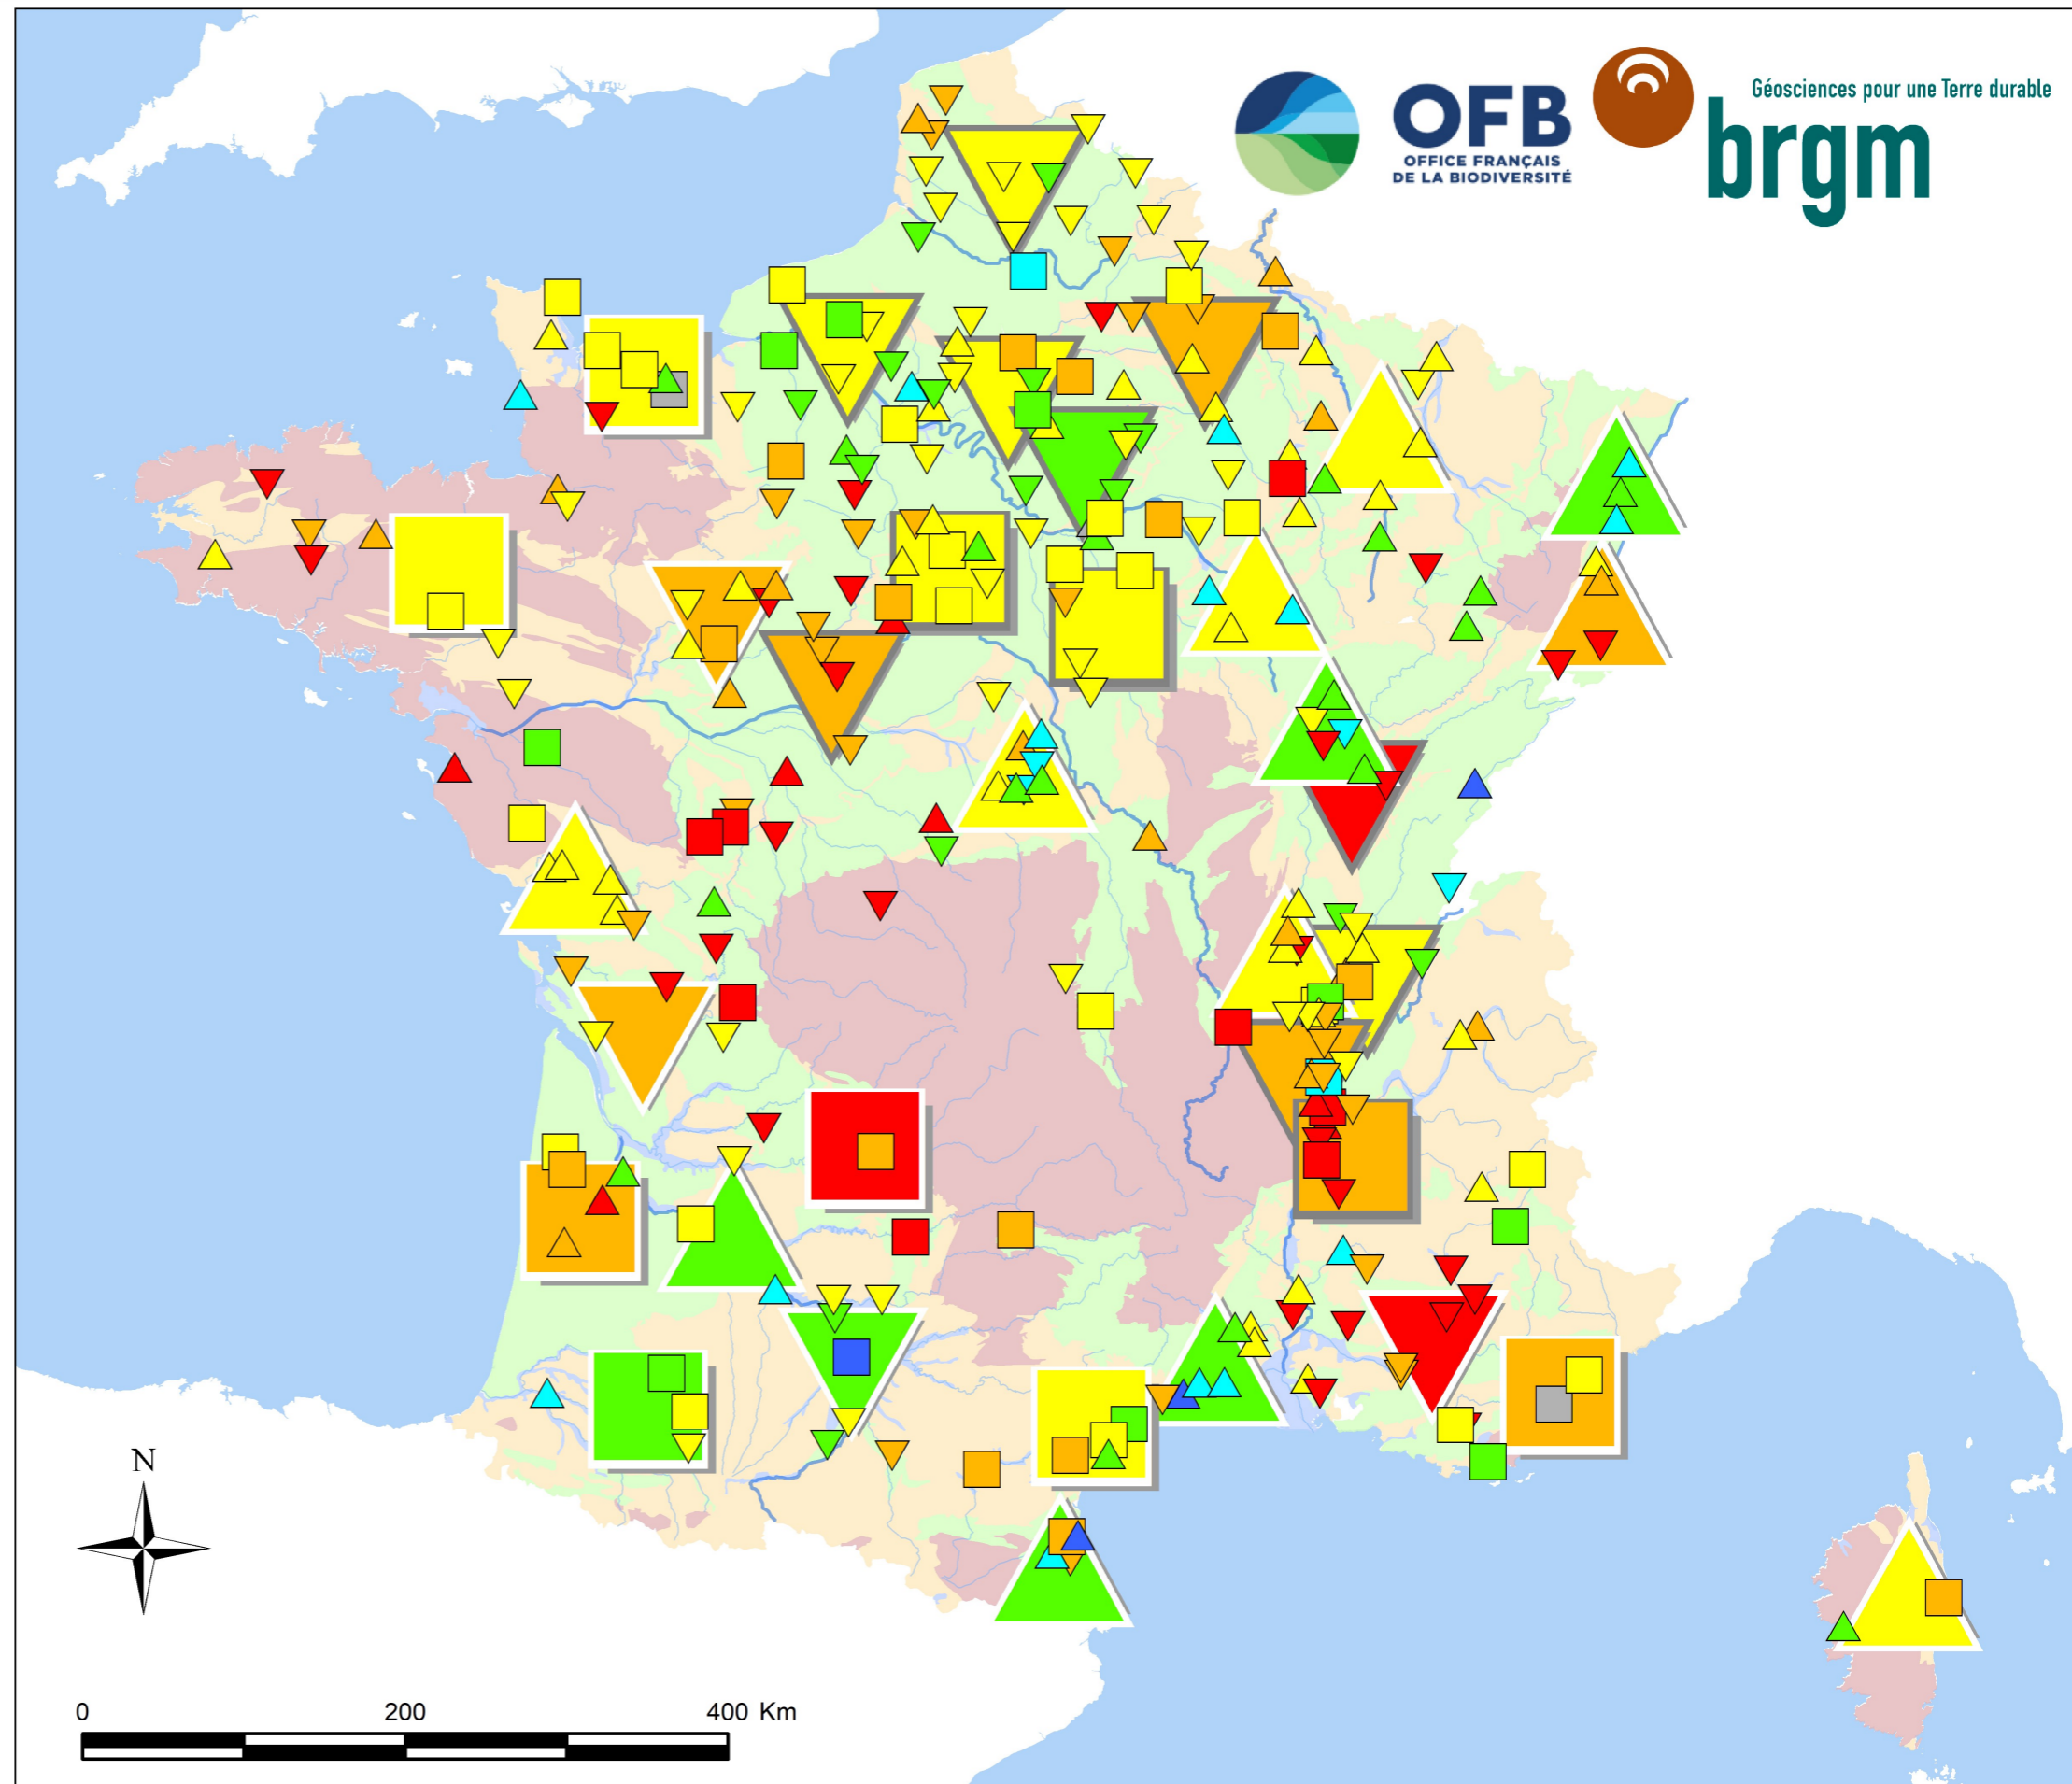 OFB
OFFICE FRANÇAIS
DE LA BIODIVERSITÉ
Géosciences pour une Terre durable
brgm
N
0 200 400 Km